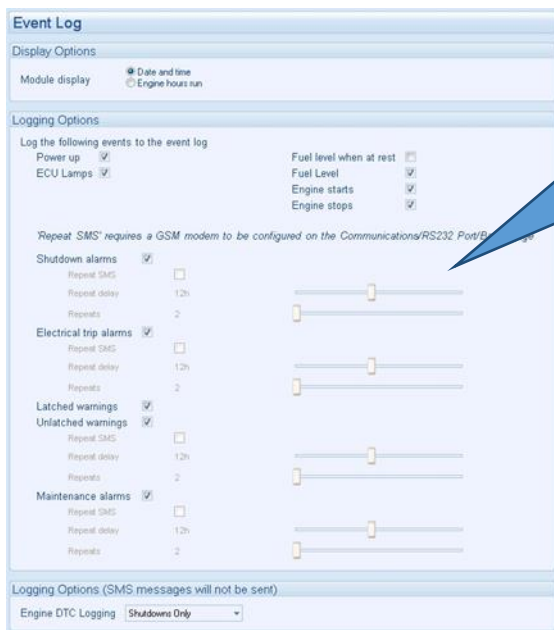 Event Log
Display Options
Module display
Date and time
Engine hours run
Logging Options
Log the following events to the event log
Power up
Fuel level when at rest
ECU Lamps
Fuel Level
Engine starts
Engine stops
'Repeat SMS' requires a GSM modem to be configured on the Communications/RS232 Port/
Shutdown alarms
Repeat SMS
Repeat delay 12h
Repeats 2
Electrical trip alarms
Repeat SMS
Repeat delay 12h
Repeats 2
Latched warnings
Unlatched warnings
Repeat SMS
Repeat delay 12h
Repeats 2
Maintenance alarms
Repeat SMS
Repeat delay 12h
Repeats 2
Logging Options (SMS messages will not be sent)
Engine DTC Logging Shutdowns Only